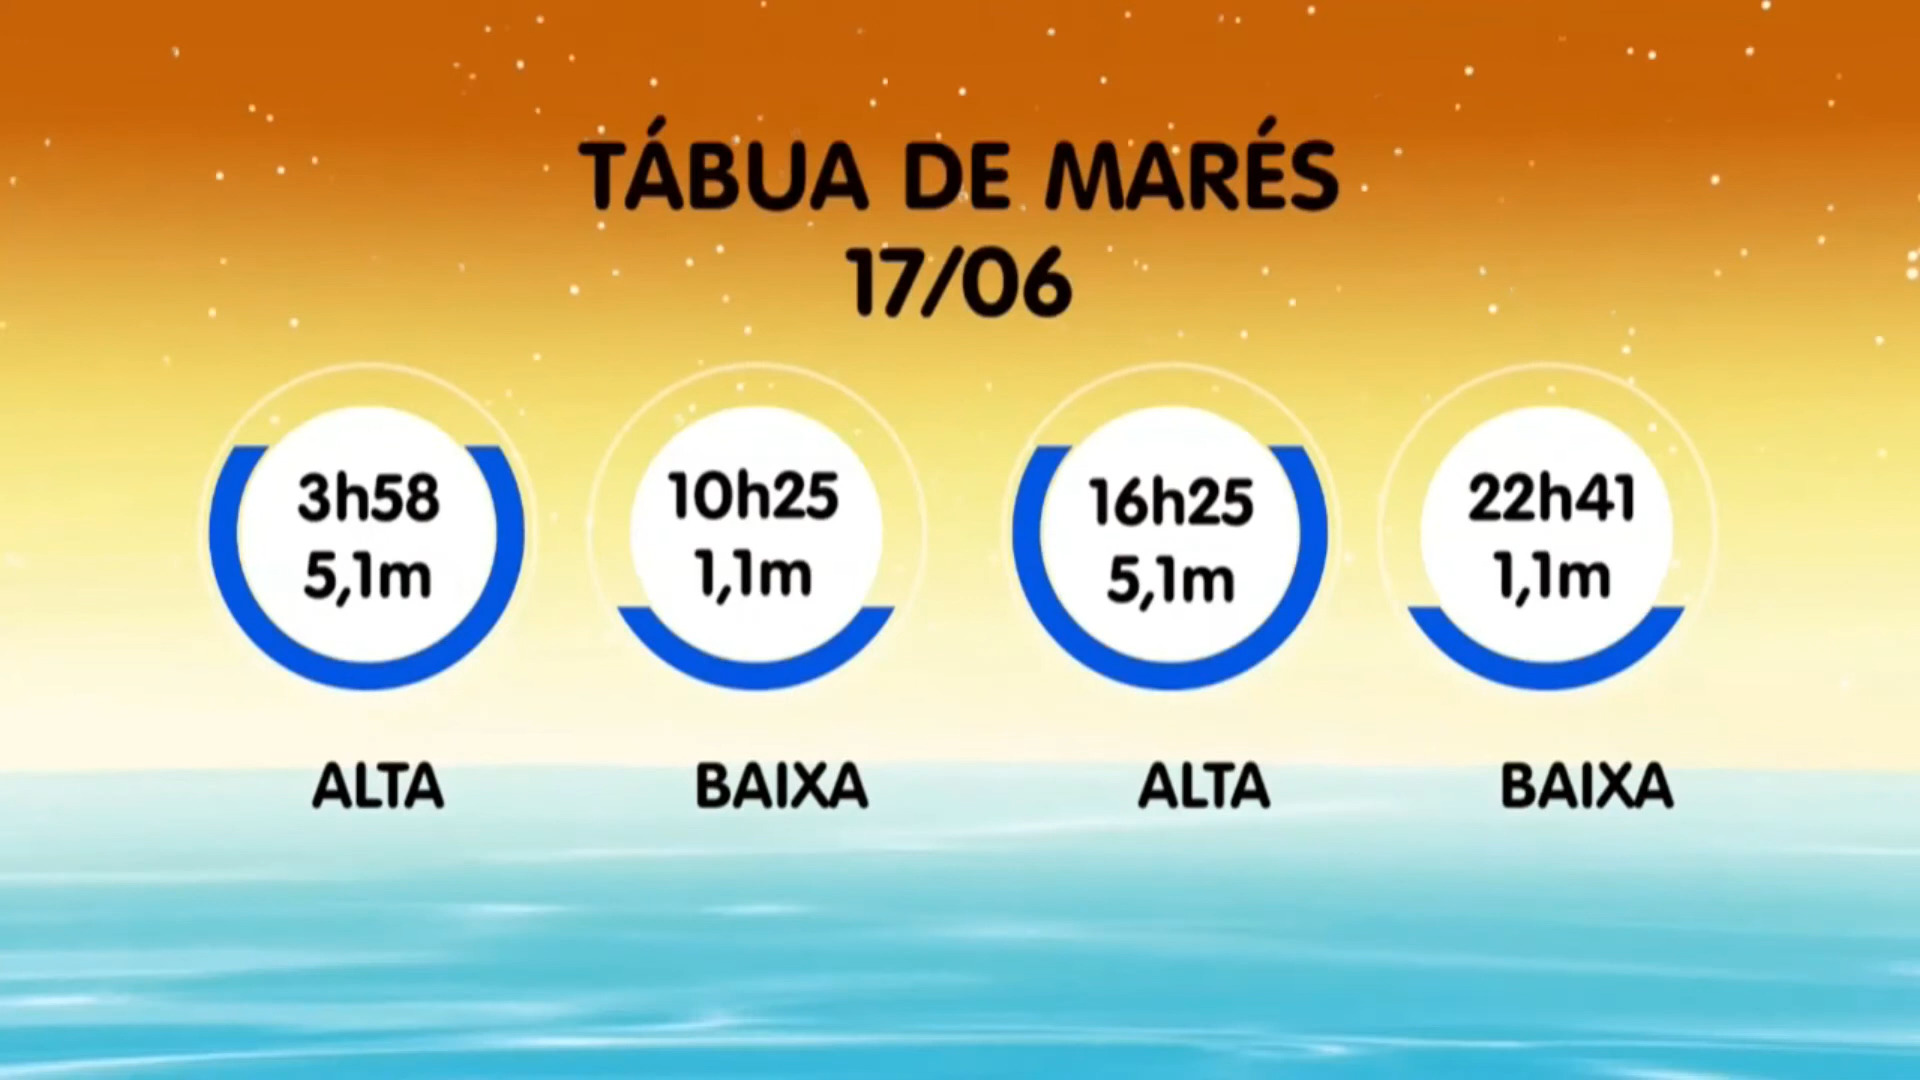 TÁBUA DE MARÉS
17/06
3h58
5,1m
ALTA
10h25
1,1m
BAIXA
16h25
5,1m
ALTA
22h41
1,1m
BAIXA